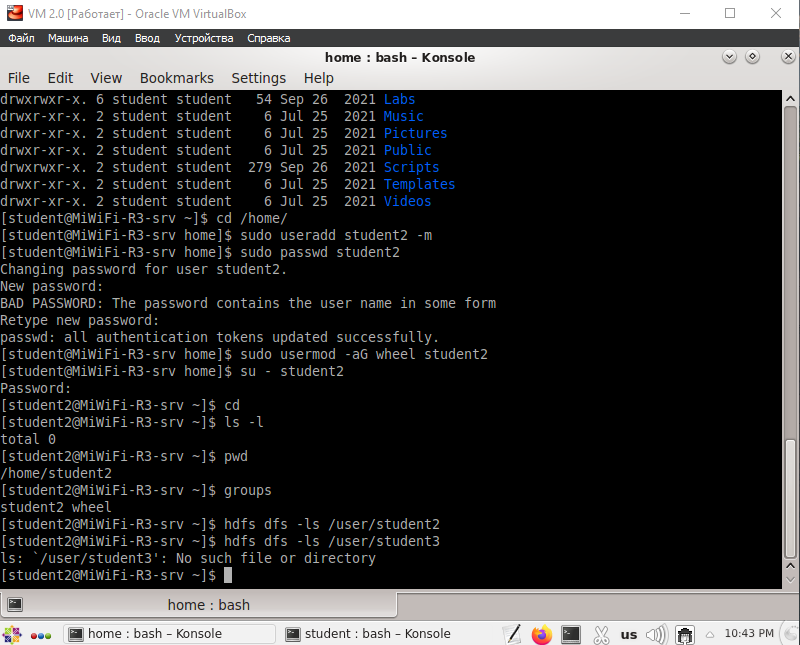 VM 2.0 [Работает] - Oracle VM VirtualBox
Файл Машина Вид Ввод Устройства Справка
home : bash – Konsole
File Edit View Bookmarks Settings Help
drwxrwxr-x. 6 student student   54 Sep 26  2021 Labs
drwxr-xr-x. 2 student student    6 Jul 25  2021 Music
drwxr-xr-x. 2 student student    6 Jul 25  2021 Pictures
drwxr-xr-x. 2 student student    6 Jul 25  2021 Public
drwxrwxr-x. 2 student student  279 Sep 26  2021 Scripts
drwxr-xr-x. 2 student student    6 Jul 25  2021 Templates
drwxr-xr-x. 2 student student    6 Jul 25  2021 Videos
[student@MiWiFi-R3-srv ~]$ cd /home/
[student@MiWiFi-R3-srv home]$ sudo useradd student2 -m
[student@MiWiFi-R3-srv home]$ sudo passwd student2
Changing password for user student2.
New password:
BAD PASSWORD: The password contains the user name in some form
Retype new password:
passwd: all authentication tokens updated successfully.
[student@MiWiFi-R3-srv home]$ sudo usermod -aG wheel student2
[student@MiWiFi-R3-srv home]$ su - student2
Password:
[student2@MiWiFi-R3-srv ~]$ cd
[student2@MiWiFi-R3-srv ~]$ ls -l
total 0
[student2@MiWiFi-R3-srv ~]$ pwd
/home/student2
[student2@MiWiFi-R3-srv ~]$ groups
student2 wheel
[student2@MiWiFi-R3-srv ~]$ hdfs dfs -ls /user/student2
[student2@MiWiFi-R3-srv ~]$ hdfs dfs -ls /user/student3
ls: `/user/student3': No such file or directory
[student2@MiWiFi-R3-srv ~]$
home : bash
home : bash – Konsole
student : bash – Konsole
us
10:43 PM